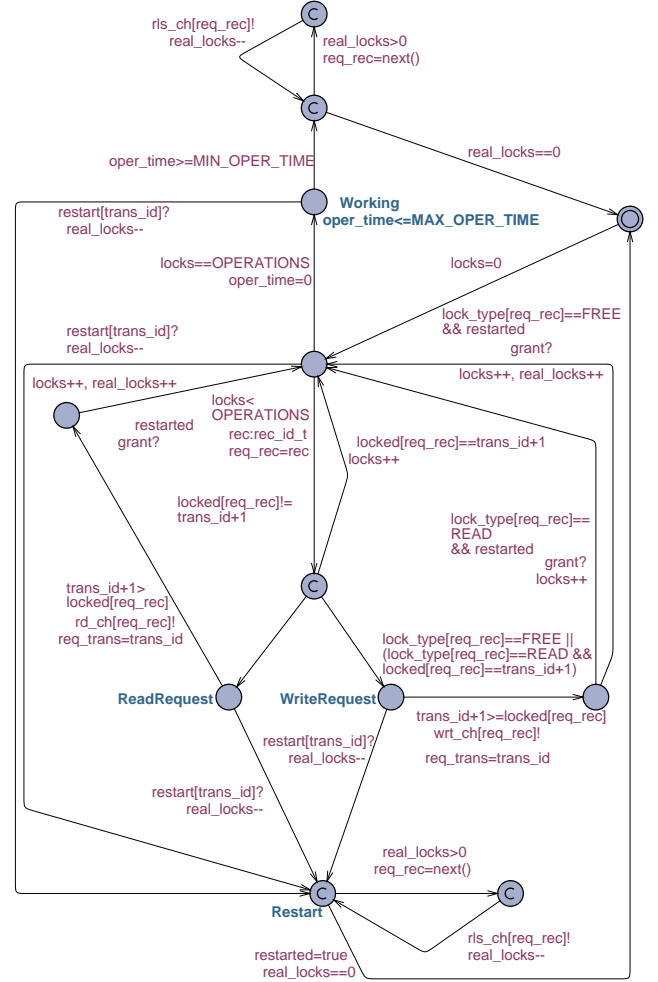 C
rls_ch[req_rec]!
real_locks--
real_locks>0
req_rec=next()
C
oper_time>=MIN_OPER_TIME
real_locks==0
restart[trans_id]?
real_locks--
Working
oper_time<=MAX_OPER_TIME
locks==OPERATIONS
oper_time=0
locks=0
restart[trans_id]?
real_locks--
lock_type[req_rec]==FREE
&& restarted
grant?
locks++, real_locks++
locks++, real_locks++
restarted
grant?
locks<
OPERATIONS
rec:rec_id_t
req_rec=rec
locked[req_rec]==trans_id+1
locks++
locked[req_rec]!=
trans_id+1
lock_type[req_rec]==
READ
&& restarted
grant?
locks++
C
trans_id+1>
locked[req_rec]
rd_ch[req_rec]!
req_trans=trans_id
lock_type[req_rec]==FREE ||
(lock_type[req_rec]==READ &&
locked[req_rec]==trans_id+1)
ReadRequest
WriteRequest
trans_id+1>=locked[req_rec]
wrt_ch[req_rec]!
req_trans=trans_id
restart[trans_id]?
real_locks--
restart[trans_id]?
real_locks--
real_locks>0
req_rec=next()
C
C
Restart
rls_ch[req_rec]!
real_locks--
restarted=true
real_locks==0